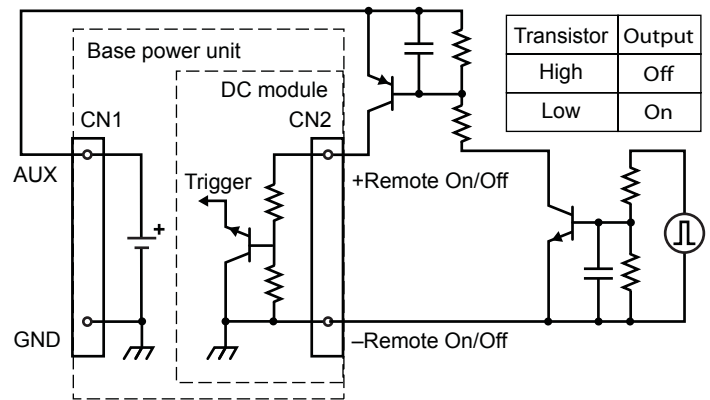 Base power unit
DC module
CN1
CN2
AUX
+
Trigger
+Remote On/Off
GND
–Remote On/Off
Transistor Output
High Off
Low On